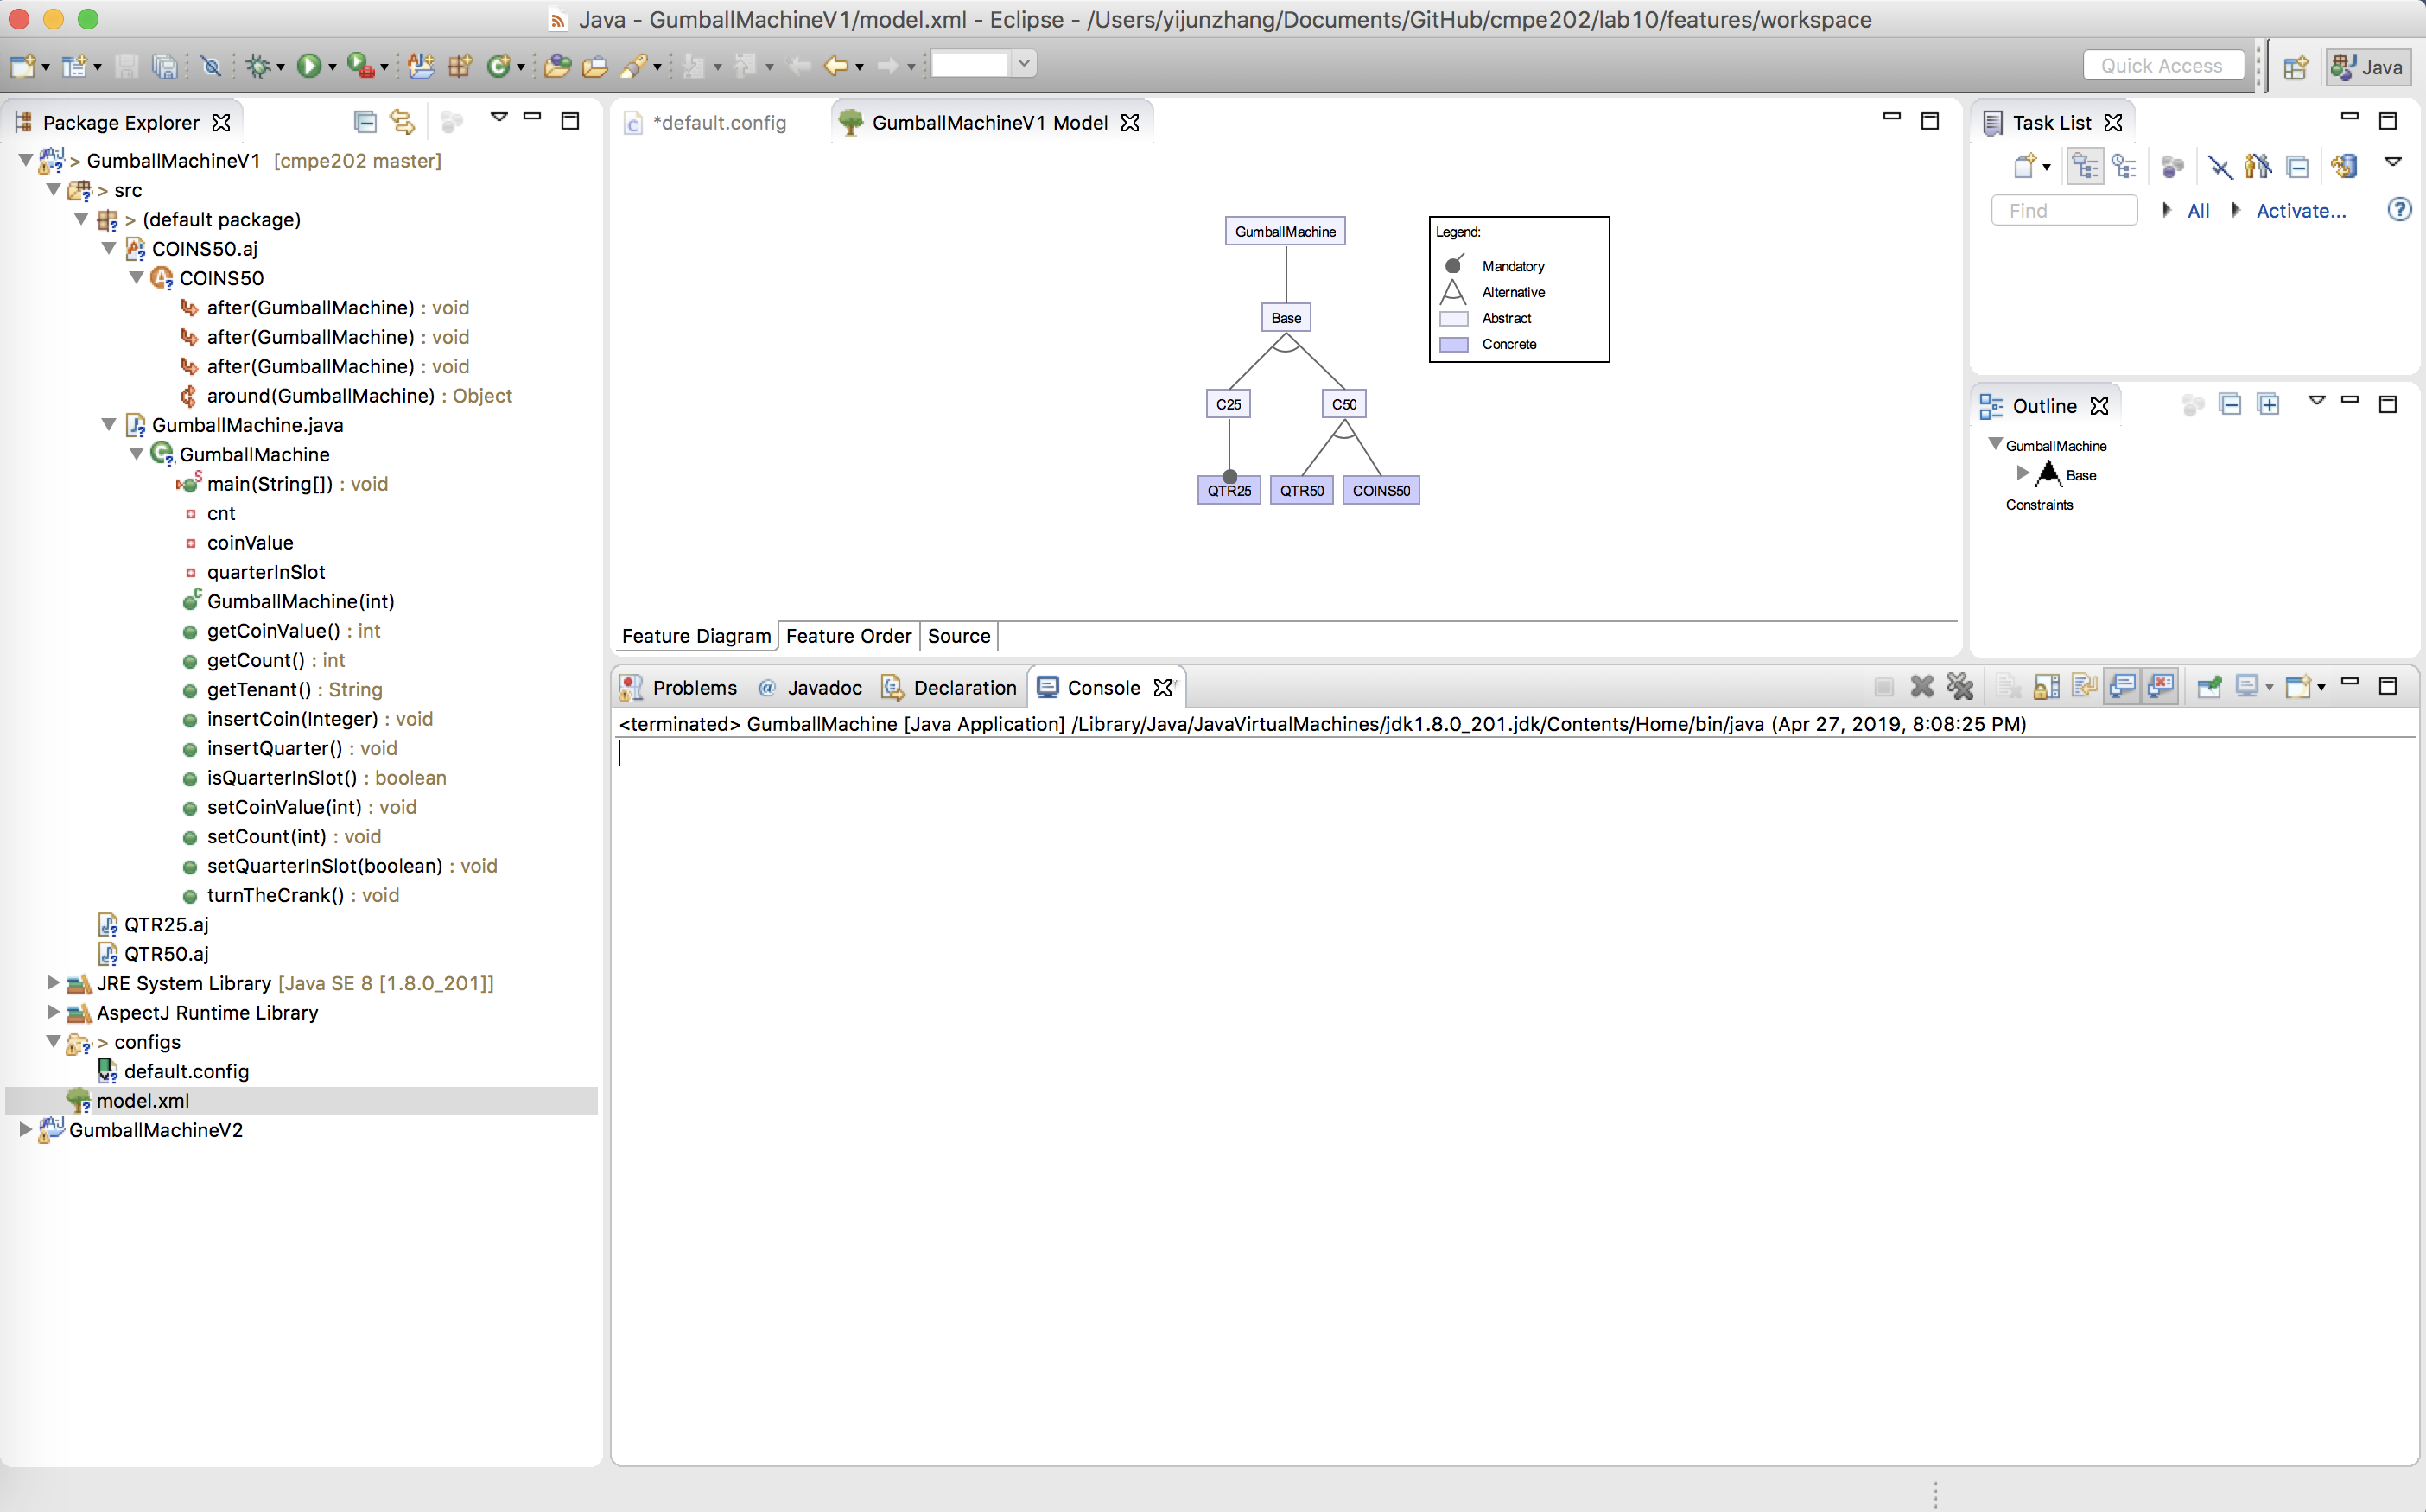 Java - GumballMachineV1/model.xml - Eclipse - /Users/yijunzhang/Documents/GitHub/cmpe202/lab10/features/workspace
Quick Access
Java
Package Explorer
> GumballMachineV1 [cmpe202 master]
> src
> (default package)
COINS50.aj
COINS50
after(GumballMachine) : void
after(GumballMachine) : void
after(GumballMachine) : void
around(GumballMachine) : Object
GumballMachine.java
GumballMachine
main(String[]) : void
cnt
coinValue
quarterInSlot
GumballMachine(int)
getCoinValue() : int
getCount() : int
getTenant() : String
insertCoin(Integer) : void
insertQuarter() : void
isQuarterInSlot() : boolean
setCoinValue(int) : void
setCount(int) : void
setQuarterInSlot(boolean) : void
turnTheCrank() : void
QTR25.aj
QTR50.aj
JRE System Library [Java SE 8 [1.8.0_201]]
AspectJ Runtime Library
> configs
default.config
model.xml
GumballMachineV2
*default.config
GumballMachineV1 Model
GumballMachine
Base
C25
C50
QTR25
QTR50
COINS50
Legend:
Mandatory
Alternative
Abstract
Concrete
Feature Diagram
Feature Order
Source
Task List
Find
All
Activate...
Outline
GumballMachine
Base
Constraints
Problems
Javadoc
Declaration
Console
<terminated> GumballMachine [Java Application] /Library/Java/JavaVirtualMachines/jdk1.8.0_201.jdk/Contents/Home/bin/java (Apr 27, 2019, 8:08:25 PM)